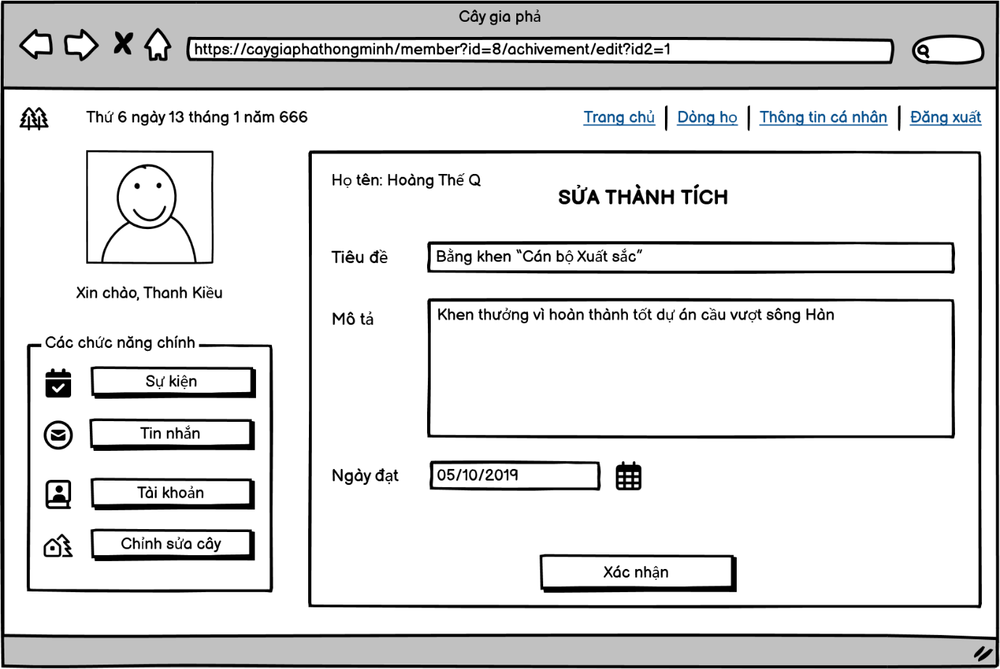 Cây gia phả
https://caygiaphathongminh/member?id=8/achivement/edit?id2=1
Thứ 6 ngày 13 tháng 1 năm 666
Trang chủ | Dòng họ | Thông tin cá nhân | Đăng xuất
Xin chào, Thanh Kiều
Các chức năng chính
Sự kiện
Tin nhắn
Tài khoản
Chỉnh sửa cây
Họ tên: Hoàng Thế Q
SỬA THÀNH TÍCH
Tiêu đề
Bằng khen “Cán bộ Xuất sắc”
Mô tả
Khen thưởng vì hoàn thành tốt dự án cầu vượt sông Hàn
Ngày đạt
05/10/2019
Xác nhận